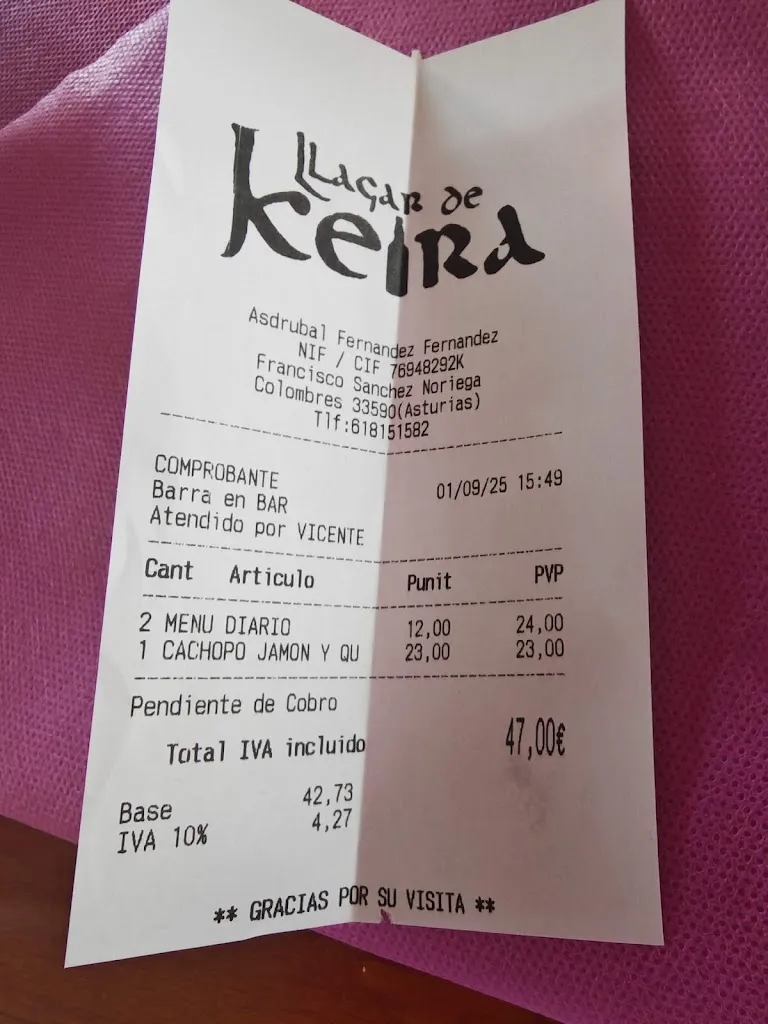 LLagar de
Keira
Asdrubal Fernandez Fernandez
NIF / CIF 76948292K
Francisco Sanchez Noriega
Colombres 33590(Asturias)
Tlf:618151582
COMPROBANTE
Barra en BAR 01/09/25 15:49
Atendido por VICENTE
Cant Articulo Punit PVP
2 MENU DIARIO 12,00 24,00
1 CACHOPO JAMON Y QU 23,00 23,00
Pendiente de Cobro
Total IVA incluido 47,00€
Base 42,73
IVA 10% 4,27
** GRACIAS POR SU VISITA **